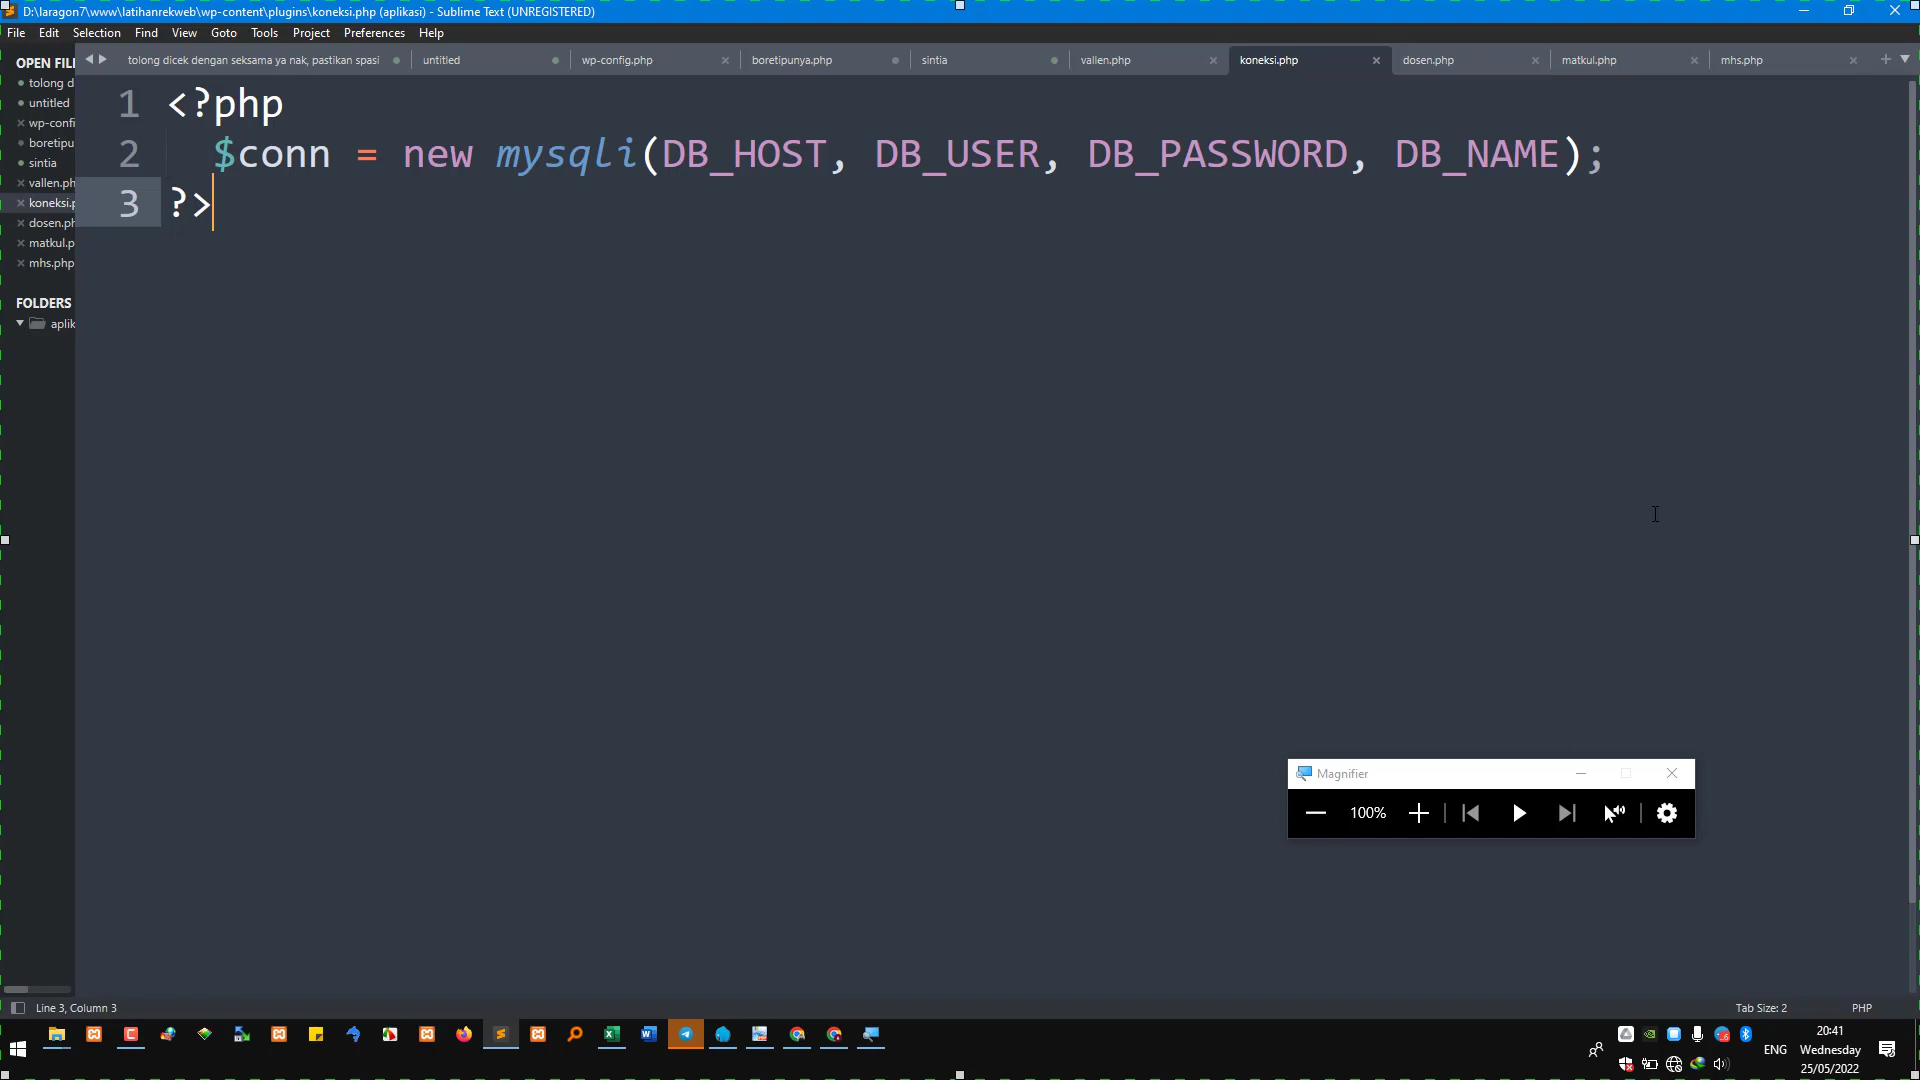 D:\laragon7\www\latihanrekweb\wp-content\plugins\koneksi.php (aplikasi) - Sublime Text (UNREGISTERED)
File Edit Selection Find View Goto Tools Project Preferences Help
OPEN FIL
tolong d
untitled
wp-confi
boretipu
sintia
vallen.ph
koneksi.p
dosen.ph
matkul.p
mhs.php
FOLDERS
aplik
tolong dicek dengan seksama ya nak, pastikan spasi
untitled
wp-config.php
boretipunya.php
sintia
vallen.php
koneksi.php
dosen.php
matkul.php
mhs.php
1 <?php
2 $conn = new mysqli(DB_HOST, DB_USER, DB_PASSWORD, DB_NAME);
3 ?>
Magnifier
100%
Line 3, Column 3
Tab Size: 2
PHP
ENG
20:41
Wednesday
25/05/2022